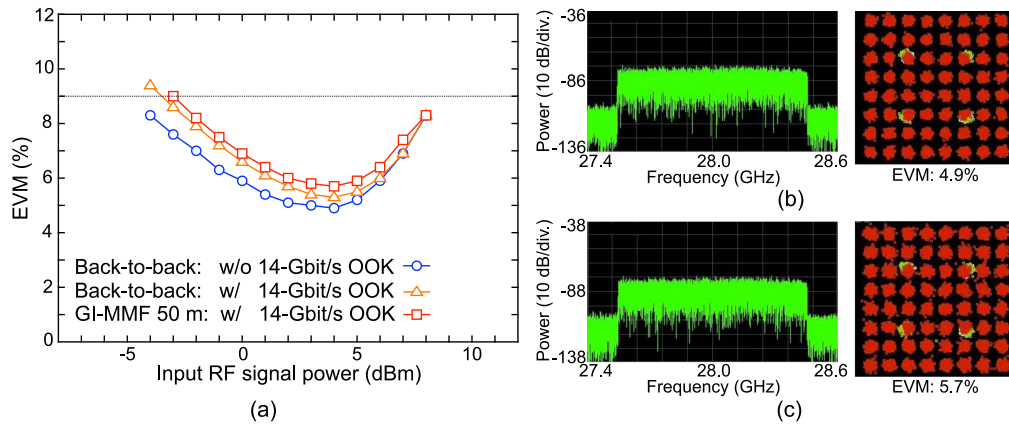 12
10
8
6
4
2
0
EVM (%)
-5
0
5
10
Input RF signal power (dBm)
Back-to-back: w/o 14-Gbit/s OOK
Back-to-back: w/ 14-Gbit/s OOK
GI-MMF 50 m: w/ 14-Gbit/s OOK
(a)
Power (10 dB/div.)
-36
-86
-136
27.4
28.0
28.6
Frequency (GHz)
EVM: 4.9%
(b)
Power (10 dB/div.)
-38
-88
-138
27.4
28.0
28.6
Frequency (GHz)
EVM: 5.7%
(c)